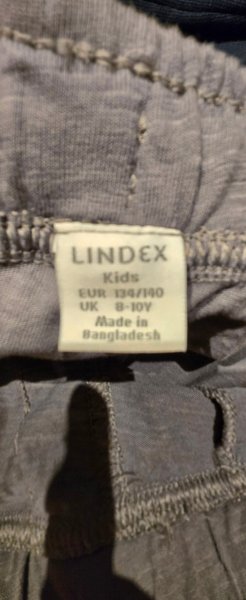 LINDEX
Kids
EUR 134/140
UK 8-10Y
Made in
Bangladesh